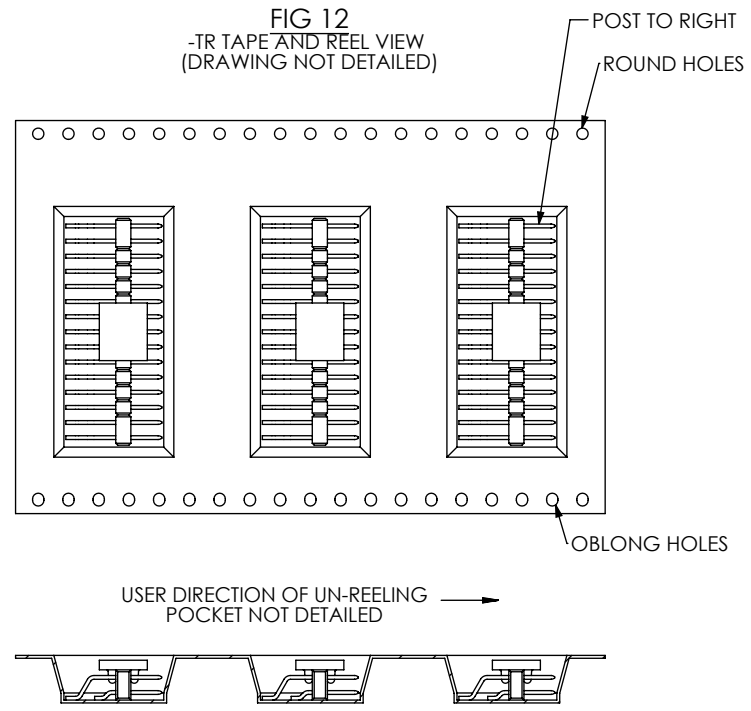 FIG 12
-TR TAPE AND REEL VIEW
(DRAWING NOT DETAILED)
POST TO RIGHT
ROUND HOLES
OBLONG HOLES
USER DIRECTION OF UN-REELING
POCKET NOT DETAILED